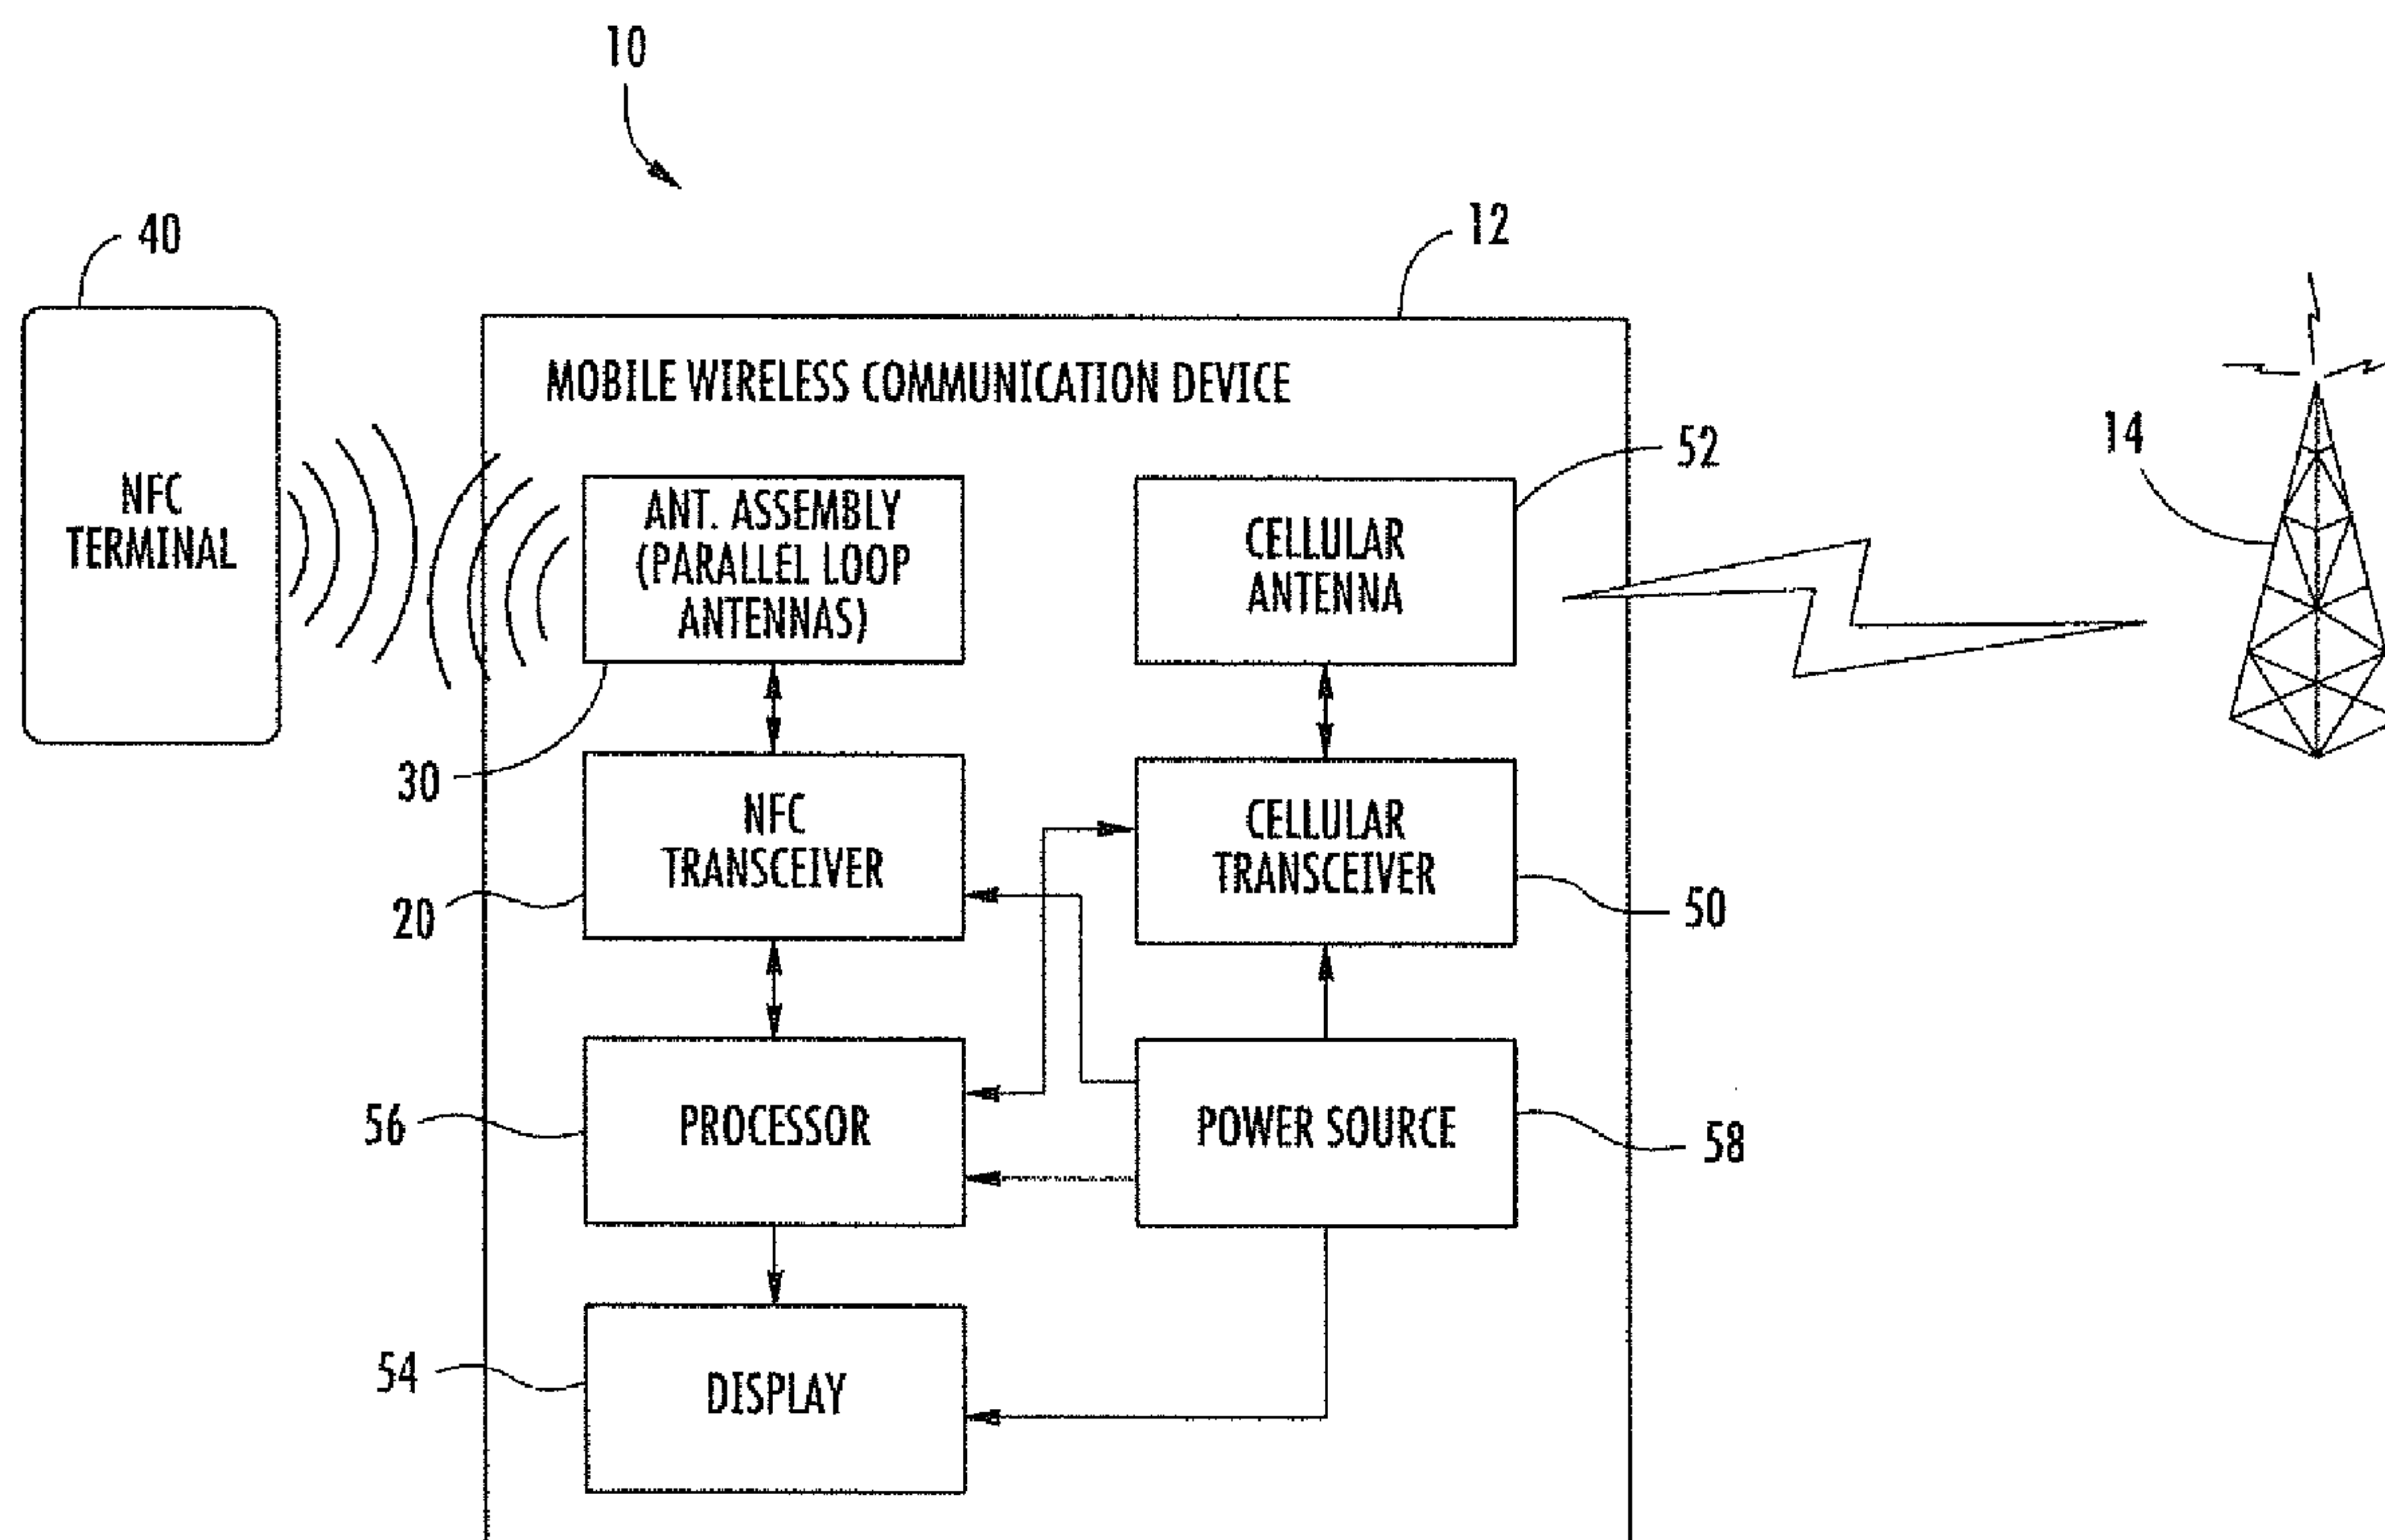 10
40
12
MOBILE WIRELESS COMMUNICATION DEVICE
NFC
TERMINAL
ANT. ASSEMBLY
(PARALLEL LOOP
ANTENNAS)
CELLULAR
ANTENNA
52
14
30
NFC
TRANSCEIVER
CELLULAR
TRANSCEIVER
20
50
56
PROCESSOR
POWER SOURCE
58
54
DISPLAY